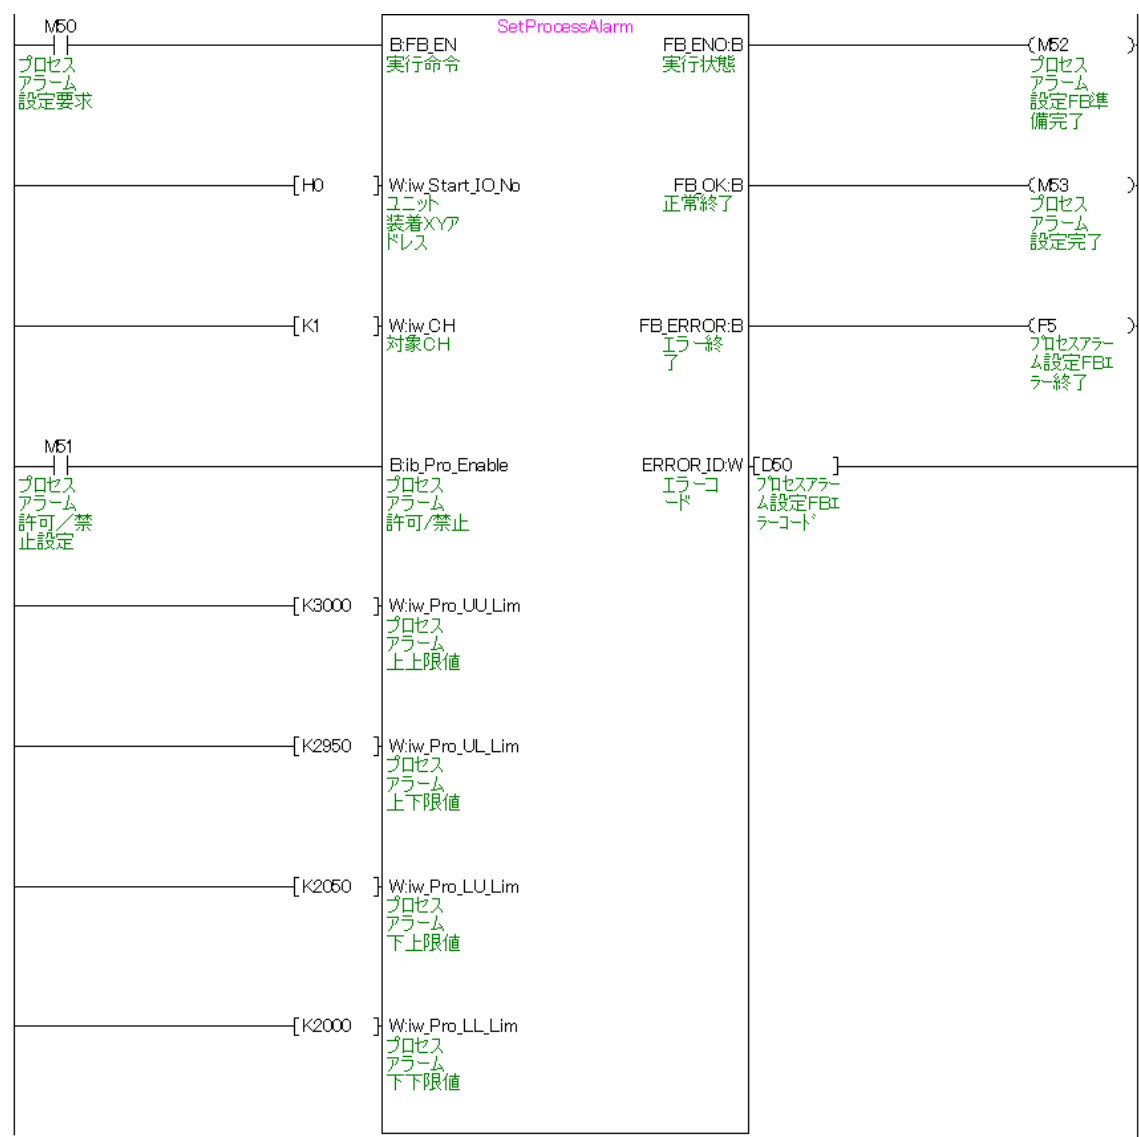 SetProcessAlarm
M50
B:FB_EN
FB_ENO:B
(M52 )
実行命令
実行状態
プロセス
アラーム
設定要求
プロセス
アラーム
設定FB準
備完了
[H0 ]
W:iw_Start_IO_No
FB_OK:B
(M53 )
ユニット
装着XYア
ドレス
正常終了
プロセス
アラーム
設定完了
[K1 ]
W:iw_CH
FB_ERROR:B
(F5 )
対象CH
エラー終
了
プロセスアラー
ム設定FBエ
ラー終了
M51
B:ib_Pro_Enable
ERROR_ID:W
[D50 ]
プロセス
アラーム
許可/禁
止設定
プロセス
アラーム
許可/禁止
エラーコ
ード
プロセスアラー
ム設定FBエ
ラーコード
[K3000 ]
W:iw_Pro_UU_Lim
プロセス
アラーム
上上限値
[K2950 ]
W:iw_Pro_UL_Lim
プロセス
アラーム
上下限値
[K2050 ]
W:iw_Pro_LU_Lim
プロセス
アラーム
下上限値
[K2000 ]
W:iw_Pro_LL_Lim
プロセス
アラーム
下下限値